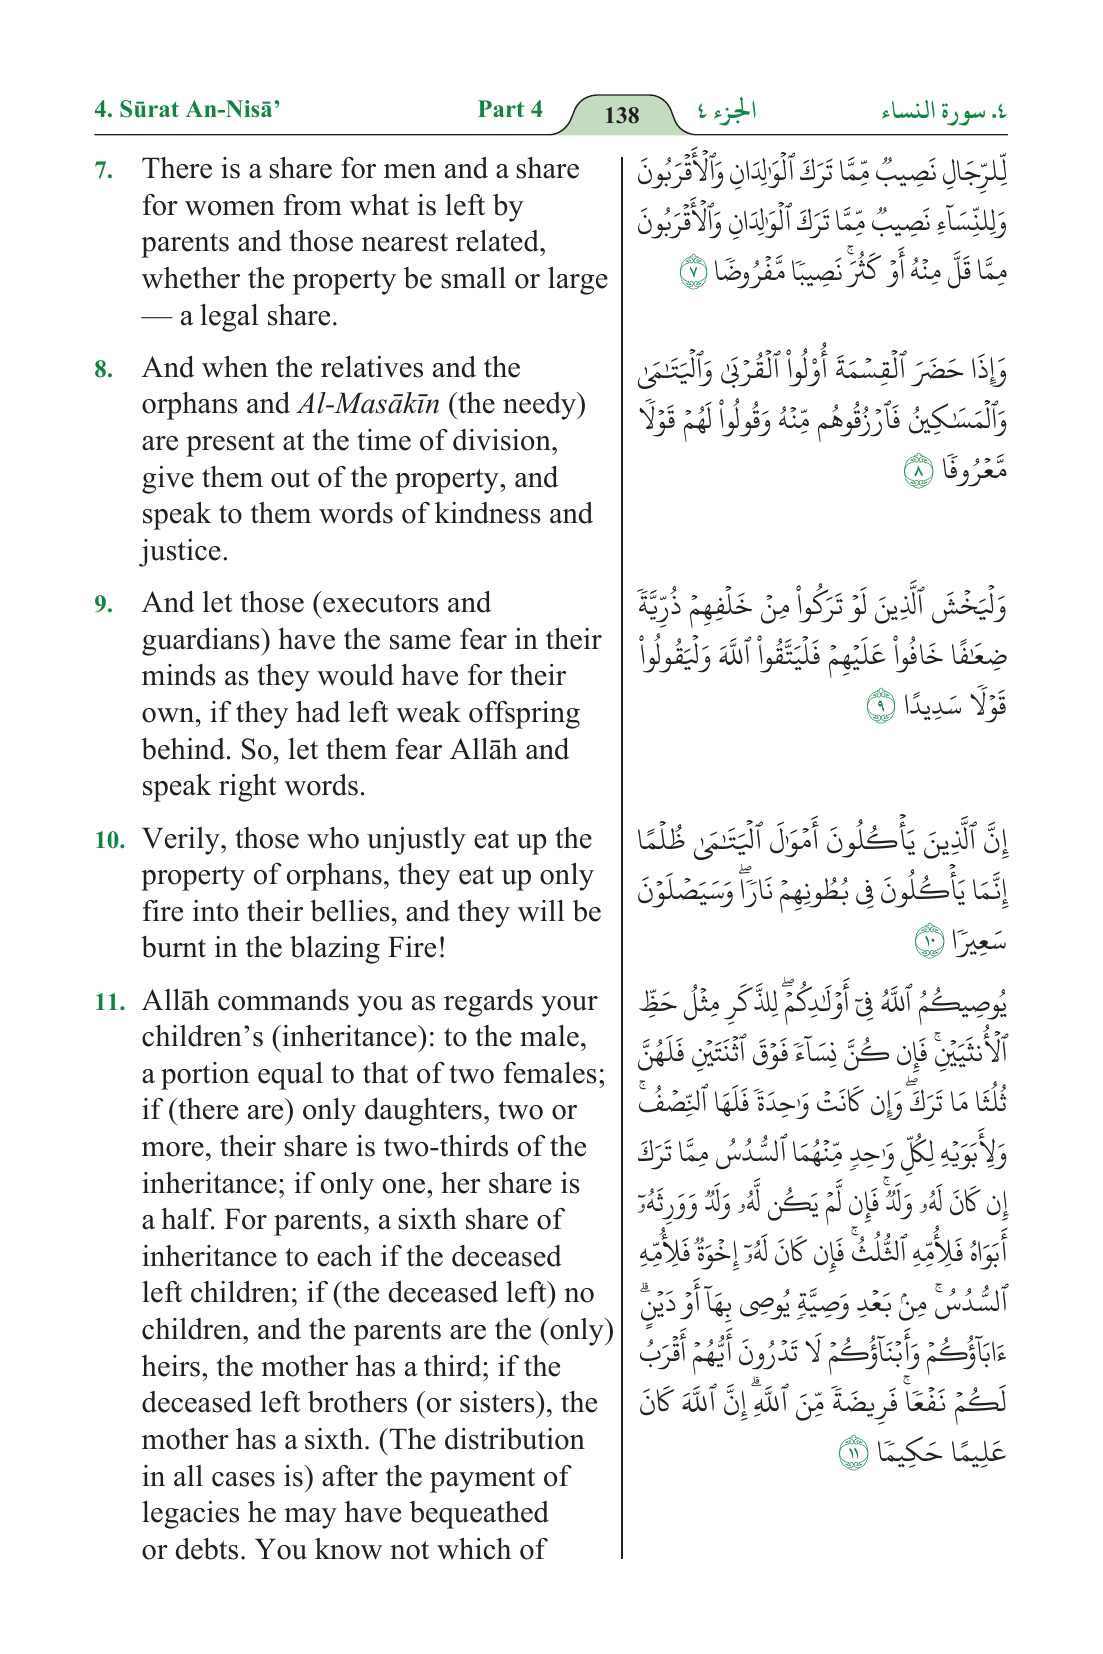 4. Sūrat An-Nisā’ Part 4 138 الجزء ٤ ٤. سورة النساء
7. There is a share for men and a share
for women from what is left by
parents and those nearest related,
whether the property be small or large
— a legal share.
لِّلرِّجَالِ نَصِيبٌ مِّمَّا تَرَكَ ٱلْوَٰلِدَانِ وَٱلْأَقْرَبُونَ
وَلِلنِّسَآءِ نَصِيبٌ مِّمَّا تَرَكَ ٱلْوَٰلِدَانِ وَٱلْأَقْرَبُونَ
مِمَّا قَلَّ مِنْهُ أَوْ كَثُرَ ۚ نَصِيبًا مَّفْرُوضًا ٧
8. And when the relatives and the
orphans and Al-Masākīn (the needy)
are present at the time of division,
give them out of the property, and
speak to them words of kindness and
justice.
وَإِذَا حَضَرَ ٱلْقِسْمَةَ أُو۟لُوا۟ ٱلْقُرْبَىٰ وَٱلْيَتَـٰمَىٰ
وَٱلْمَسَـٰكِينُ فَٱرْزُقُوهُم مِّنْهُ وَقُولُوا۟ لَهُمْ قَوْلًا
مَّعْرُوفًا ٨
9. And let those (executors and
guardians) have the same fear in their
minds as they would have for their
own, if they had left weak offspring
behind. So, let them fear Allāh and
speak right words.
وَلْيَخْشَ ٱلَّذِينَ لَوْ تَرَكُوا۟ مِنْ خَلْفِهِمْ ذُرِّيَّةً
ضِعَـٰفًا خَافُوا۟ عَلَيْهِمْ فَلْيَتَّقُوا۟ ٱللَّهَ وَلْيَقُولُوا۟
قَوْلًا سَدِيدًا ٩
10. Verily, those who unjustly eat up the
property of orphans, they eat up only
fire into their bellies, and they will be
burnt in the blazing Fire!
إِنَّ ٱلَّذِينَ يَأْكُلُونَ أَمْوَٰلَ ٱلْيَتَـٰمَىٰ ظُلْمًا
إِنَّمَا يَأْكُلُونَ فِى بُطُونِهِمْ نَارًا ۖ وَسَيَصْلَوْنَ
سَعِيرًا ١٠
11. Allāh commands you as regards your
children’s (inheritance): to the male,
a portion equal to that of two females;
if (there are) only daughters, two or
more, their share is two-thirds of the
inheritance; if only one, her share is
a half. For parents, a sixth share of
inheritance to each if the deceased
left children; if (the deceased left) no
children, and the parents are the (only)
heirs, the mother has a third; if the
deceased left brothers (or sisters), the
mother has a sixth. (The distribution
in all cases is) after the payment of
legacies he may have bequeathed
or debts. You know not which of
يُوصِيكُمُ ٱللَّهُ فِىٓ أَوْلَـٰدِكُمْ ۖ لِلذَّكَرِ مِثْلُ حَظِّ
ٱلْأُنثَيَيْنِ ۚ فَإِن كُنَّ نِسَآءً فَوْقَ ٱثْنَتَيْنِ فَلَهُنَّ
ثُلُثَا مَا تَرَكَ ۖ وَإِن كَانَتْ وَٰحِدَةً فَلَهَا ٱلنِّصْفُ ۚ
وَلِأَبَوَيْهِ لِكُلِّ وَٰحِدٍ مِّنْهُمَا ٱلسُّدُسُ مِمَّا تَرَكَ
إِن كَانَ لَهُۥ وَلَدٌ ۚ فَإِن لَّمْ يَكُن لَّهُۥ وَلَدٌ وَوَرِثَهُۥٓ
أَبَوَاهُ فَلِأُمِّهِ ٱلثُّلُثُ ۚ فَإِن كَانَ لَهُۥٓ إِخْوَةٌ فَلِأُمِّهِ
ٱلسُّدُسُ ۚ مِنۢ بَعْدِ وَصِيَّةٍ يُوصِى بِهَآ أَوْ دَيْنٍ ۗ
ءَابَآؤُكُمْ وَأَبْنَآؤُكُمْ لَا تَدْرُونَ أَيُّهُمْ أَقْرَبُ
لَكُمْ نَفْعًا ۚ فَرِيضَةً مِّنَ ٱللَّهِ ۗ إِنَّ ٱللَّهَ كَانَ
عَلِيمًا حَكِيمًا ١١